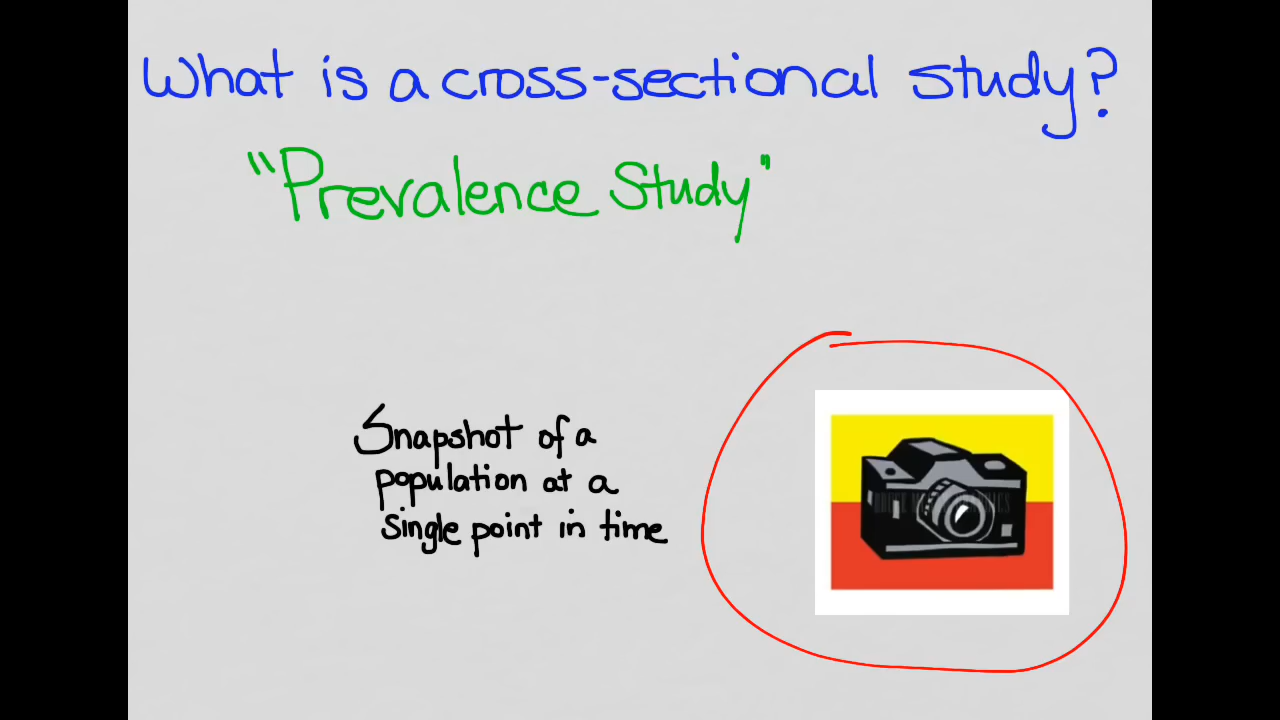 What is a cross-sectional study?
"Prevalence Study"
Snapshot of a
population at a
single point in time